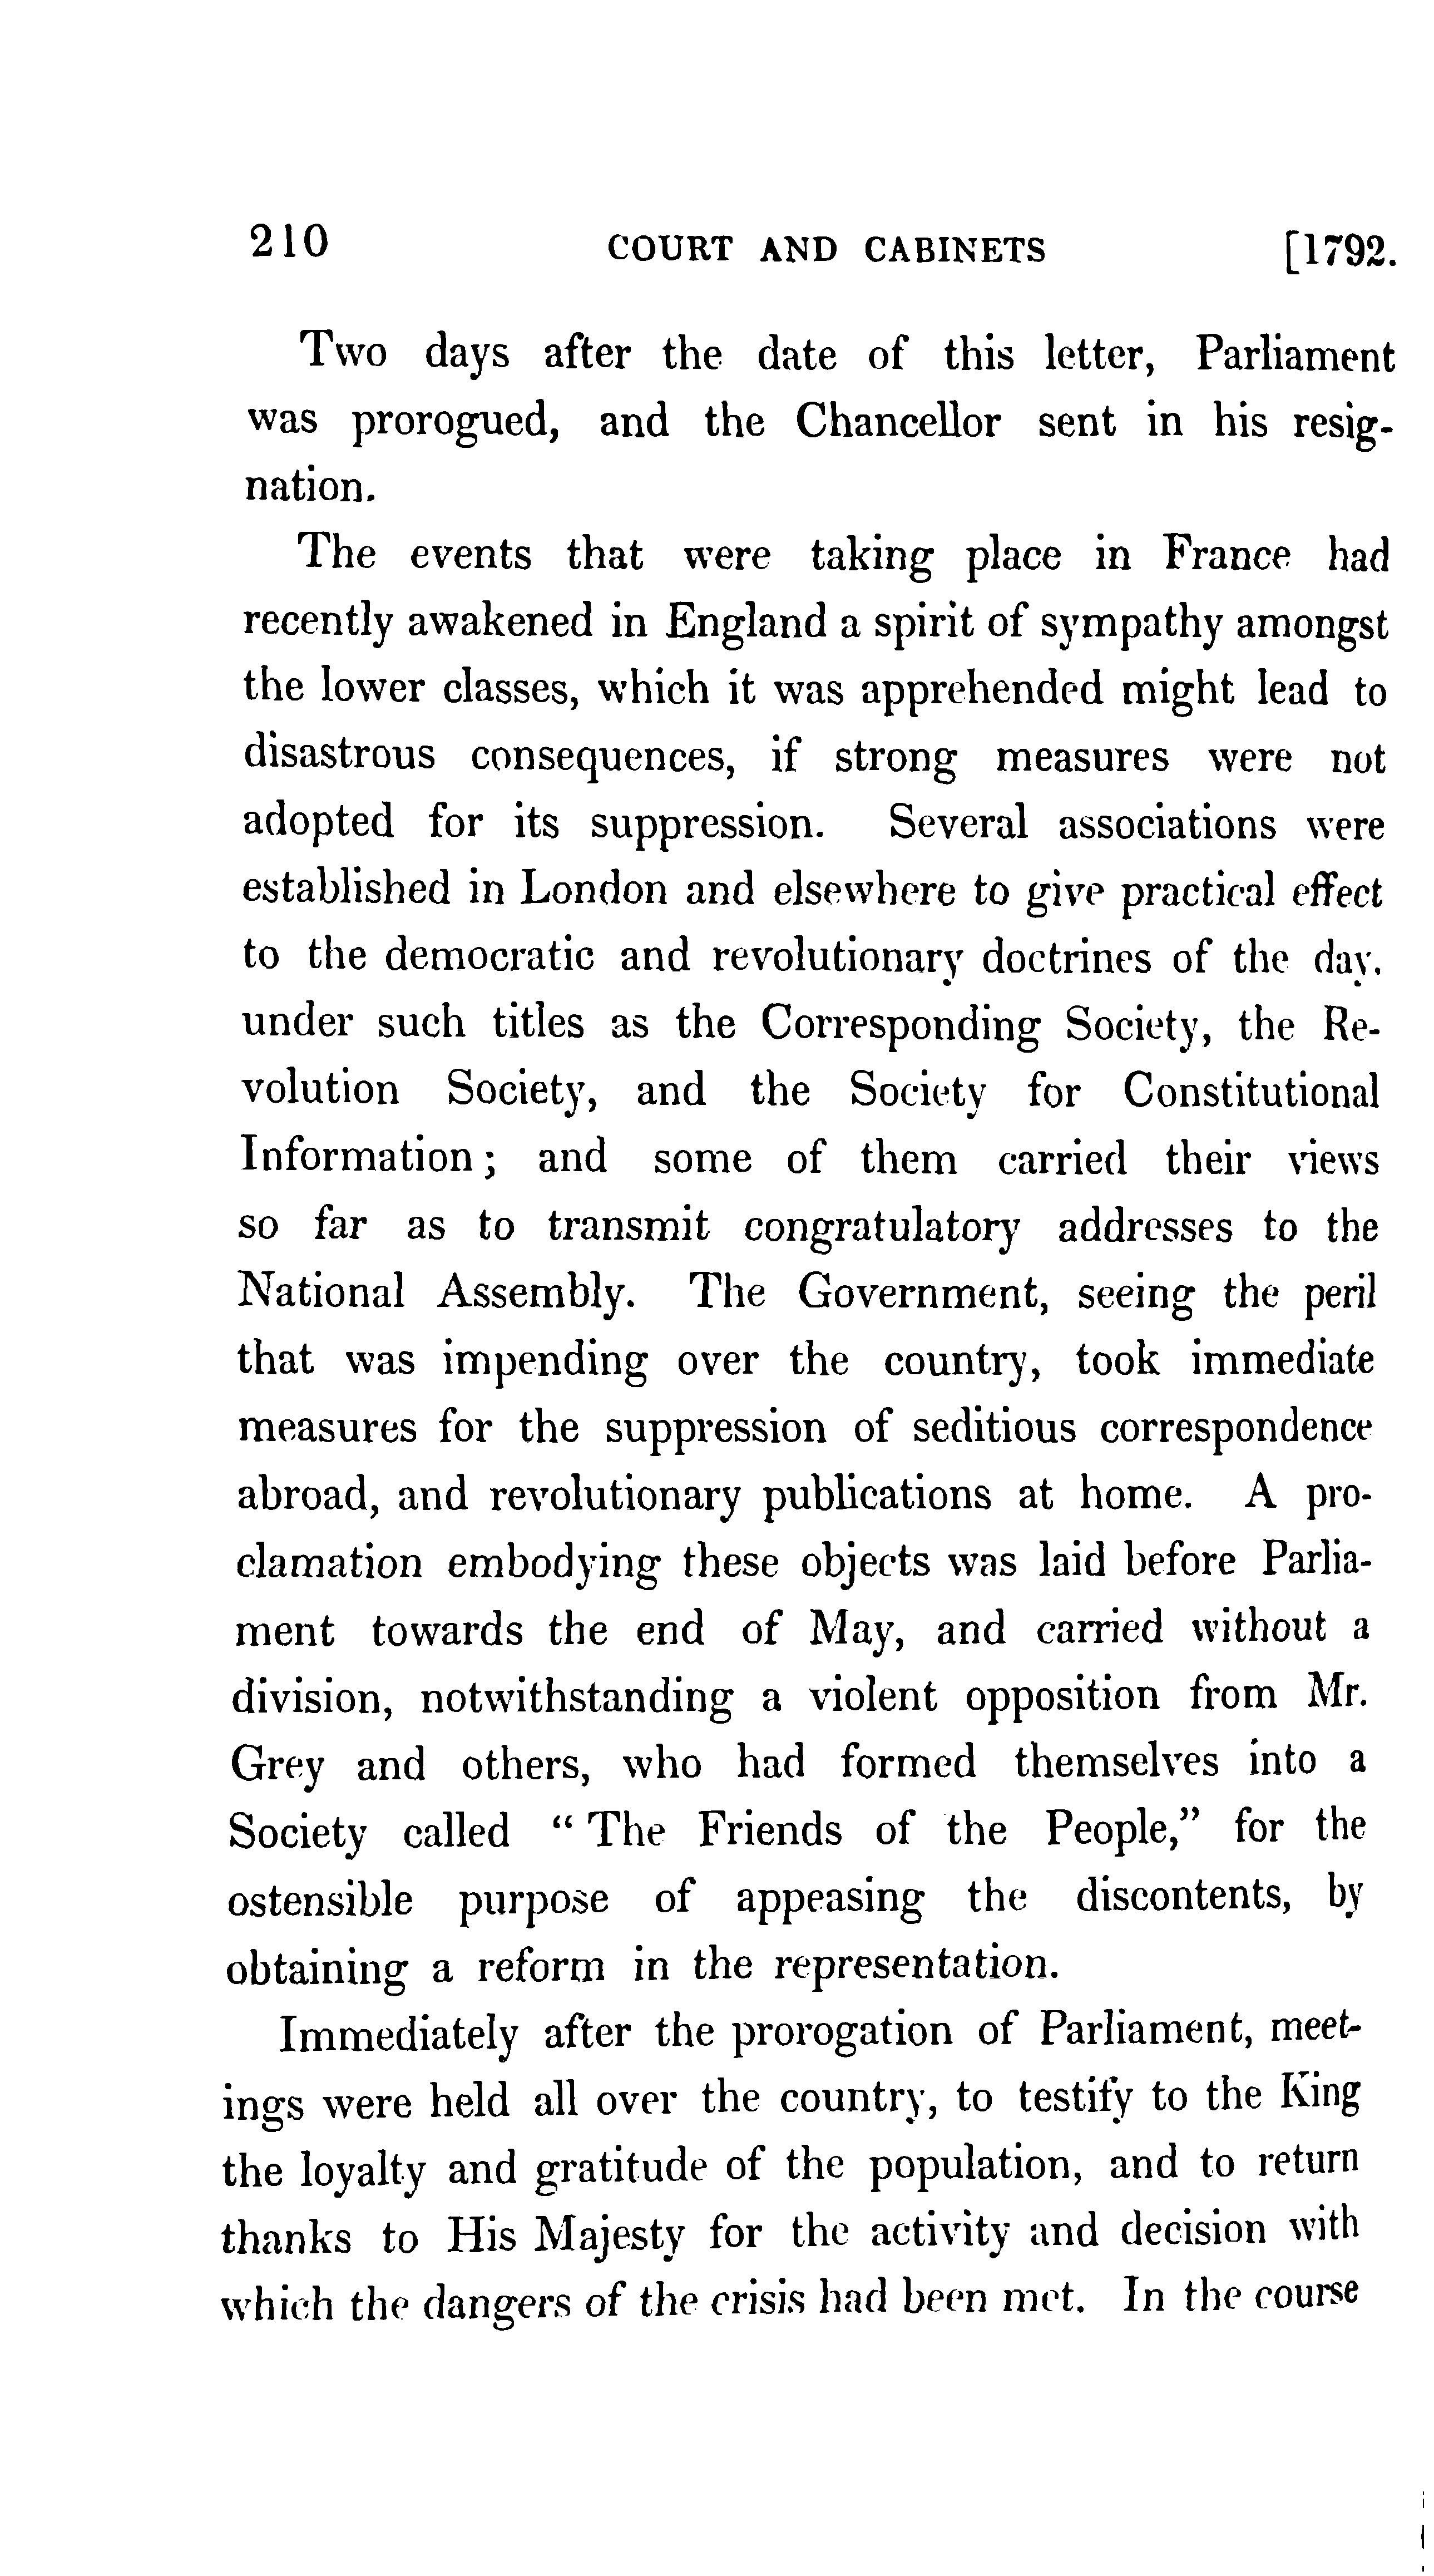 210 COURT AND CABINETS [1792.
Two days after the date of this letter, Parliament
was prorogued, and the Chancellor sent in his resig-
nation.
The events that were taking place in France had
recently awakened in England a spirit of sympathy amongst
the lower classes, which it was apprehended might lead to
disastrous consequences, if strong measures were not
adopted for its suppression. Several associations were
established in London and elsewhere to give practical effect
to the democratic and revolutionary doctrines of the day.
under such titles as the Corresponding Society, the Re-
volution Society, and the Society for Constitutional
Information; and some of them carried their views
so far as to transmit congratulatory addresses to the
National Assembly. The Government, seeing the peril
that was impending over the country, took immediate
measures for the suppression of seditious correspondence
abroad, and revolutionary publications at home. A pro-
clamation embodying these objects was laid before Parlia-
ment towards the end of May, and carried without a
division, notwithstanding a violent opposition from Mr.
Grey and others, who had formed themselves into a
Society called “The Friends of the People,” for the
ostensible purpose of appeasing the discontents, by
obtaining a reform in the representation.
Immediately after the prorogation of Parliament, meet-
ings were held all over the country, to testify to the King
the loyalty and gratitude of the population, and to return
thanks to His Majesty for the activity and decision with
which the dangers of the crisis had been met. In the course